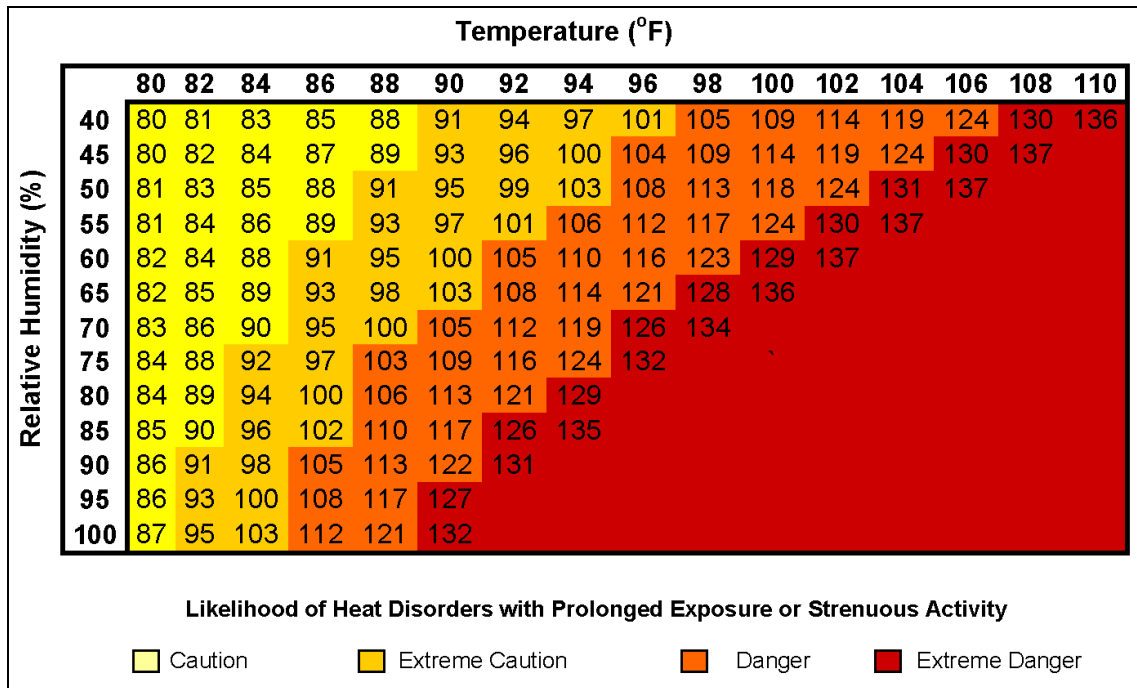 Temperature (°F)
80 82 84 86 88 90 92 94 96 98 100 102 104 106 108 110
Relative Humidity (%)
40 80 81 83 85 88 91 94 97 101 105 109 114 119 124 130 136
45 80 82 84 87 89 93 96 100 104 109 114 119 124 130 137
50 81 83 85 88 91 95 99 103 108 113 118 124 131 137
55 81 84 86 89 93 97 101 106 112 117 124 130 137
60 82 84 88 91 95 100 105 110 116 123 129 137
65 82 85 89 93 98 103 108 114 121 128 136
70 83 86 90 95 100 105 112 119 126 134
75 84 88 92 97 103 109 116 124 132 `
80 84 89 94 100 106 113 121 129
85 85 90 96 102 110 117 126 135
90 86 91 98 105 113 122 131
95 86 93 100 108 117 127
100 87 95 103 112 121 132
Likelihood of Heat Disorders with Prolonged Exposure or Strenuous Activity
Caution Extreme Caution Danger Extreme Danger